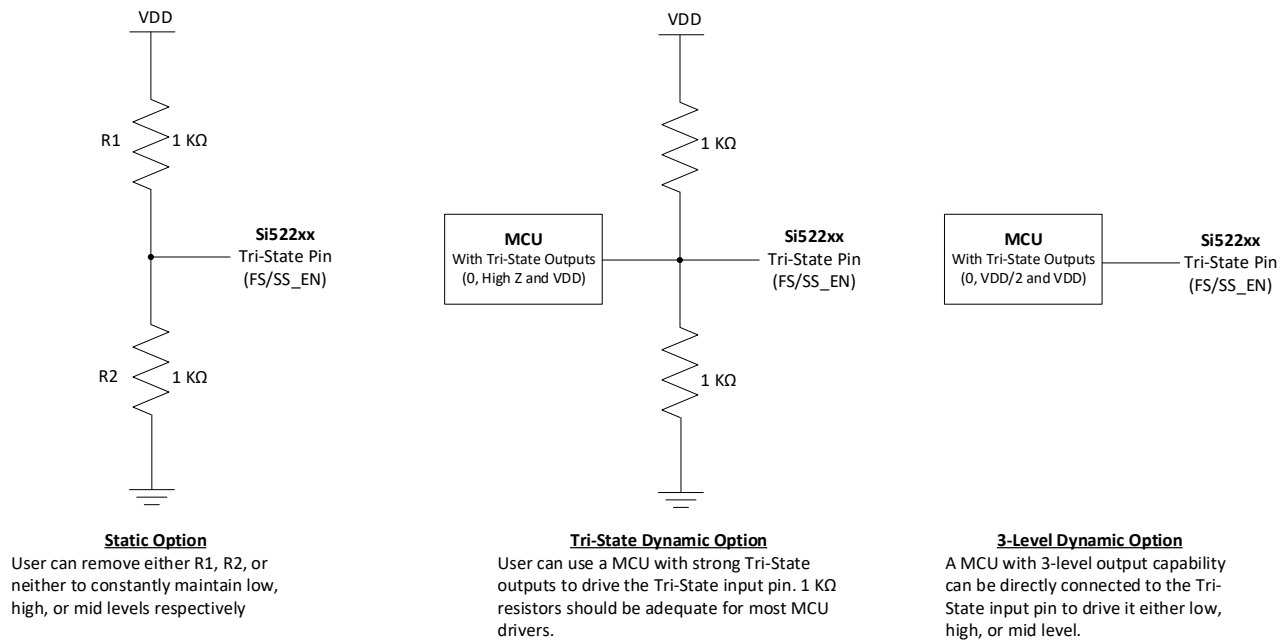 VDD
R1
1 KΩ
Si522xx
Tri-State Pin
(FS/SS_EN)
R2
1 KΩ
Static Option
User can remove either R1, R2, or
neither to constantly maintain low,
high, or mid levels respectively
VDD
1 KΩ
MCU
With Tri-State Outputs
(0, High Z and VDD)
Si522xx
Tri-State Pin
(FS/SS_EN)
1 KΩ
Tri-State Dynamic Option
User can use a MCU with strong Tri-State
outputs to drive the Tri-State input pin. 1 KΩ
resistors should be adequate for most MCU
drivers.
MCU
With Tri-State Outputs
(0, VDD/2 and VDD)
Si522xx
Tri-State Pin
(FS/SS_EN)
3-Level Dynamic Option
A MCU with 3-level output capability
can be directly connected to the Tri-
State input pin to drive it either low,
high, or mid level.